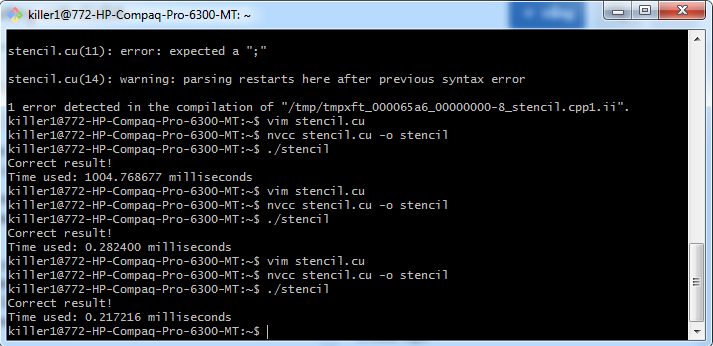 killer1@772-HP-Compaq-Pro-6300-MT: ~
stencil.cu(11): error: expected a ";"
stencil.cu(14): warning: parsing restarts here after previous syntax error
1 error detected in the compilation of "/tmp/tmpxft_000065a6_00000000-8_stencil.cpp1.ii".
killer1@772-HP-Compaq-Pro-6300-MT:~$ vim stencil.cu
killer1@772-HP-Compaq-Pro-6300-MT:~$ nvcc stencil.cu -o stencil
killer1@772-HP-Compaq-Pro-6300-MT:~$ ./stencil
Correct result!
Time used: 1004.768677 milliseconds
killer1@772-HP-Compaq-Pro-6300-MT:~$ vim stencil.cu
killer1@772-HP-Compaq-Pro-6300-MT:~$ nvcc stencil.cu -o stencil
killer1@772-HP-Compaq-Pro-6300-MT:~$ ./stencil
Correct result!
Time used: 0.282400 milliseconds
killer1@772-HP-Compaq-Pro-6300-MT:~$ vim stencil.cu
killer1@772-HP-Compaq-Pro-6300-MT:~$ nvcc stencil.cu -o stencil
killer1@772-HP-Compaq-Pro-6300-MT:~$ ./stencil
Correct result!
Time used: 0.217216 milliseconds
killer1@772-HP-Compaq-Pro-6300-MT:~$